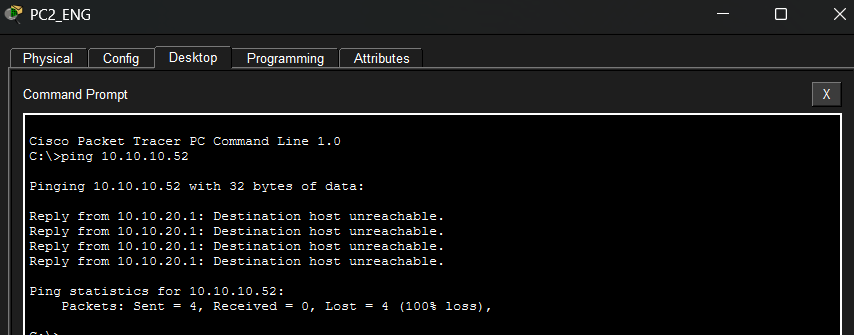 PC2_ENG
Physical Config Desktop Programming Attributes
Command Prompt X
Cisco Packet Tracer PC Command Line 1.0
C:\>ping 10.10.10.52
Pinging 10.10.10.52 with 32 bytes of data:
Reply from 10.10.20.1: Destination host unreachable.
Reply from 10.10.20.1: Destination host unreachable.
Reply from 10.10.20.1: Destination host unreachable.
Reply from 10.10.20.1: Destination host unreachable.
Ping statistics for 10.10.10.52:
Packets: Sent = 4, Received = 0, Lost = 4 (100% loss),
C:\>